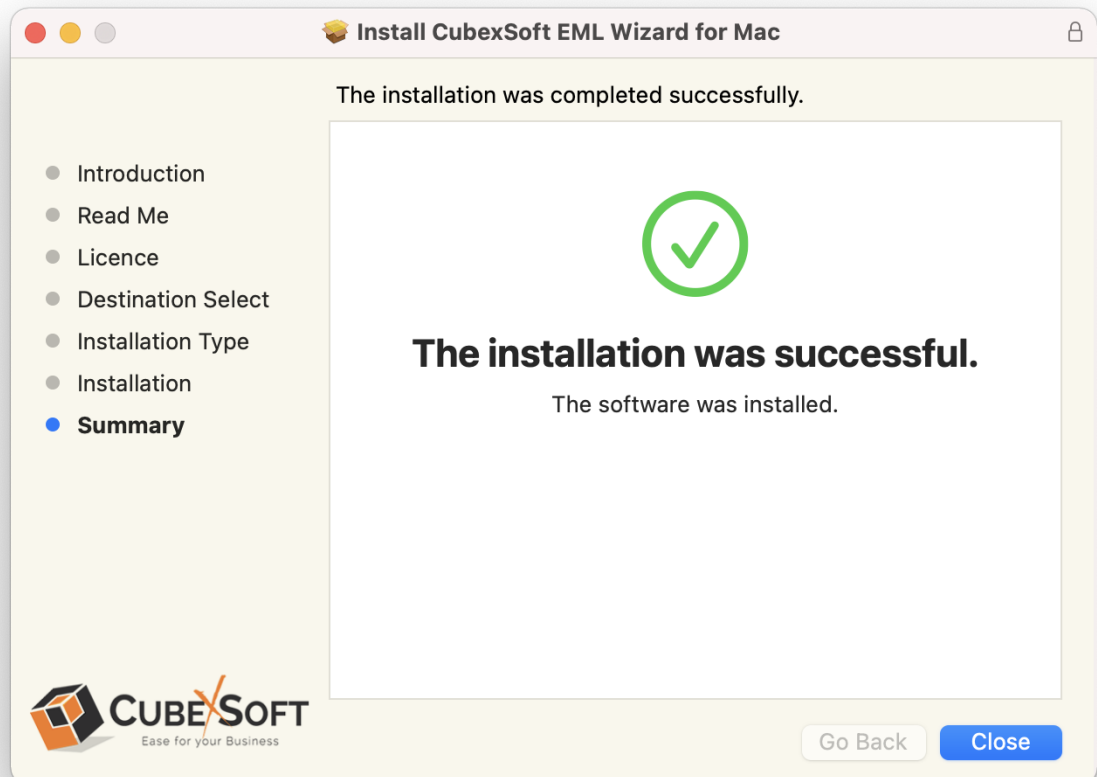 Install CubexSoft EML Wizard for Mac
The installation was completed successfully.
Introduction
Read Me
Licence
Destination Select
Installation Type
Installation
Summary
The installation was successful.
The software was installed.
CUBEXSOFT
Ease for your Business
Go Back
Close